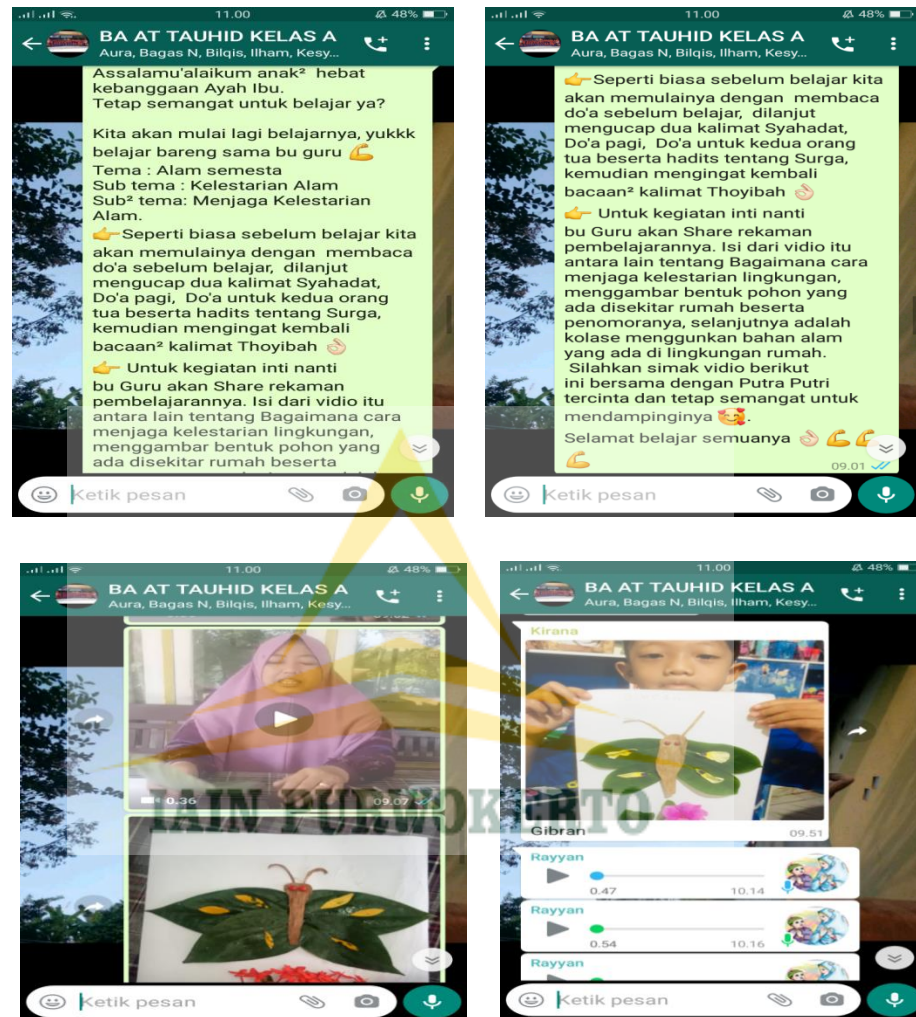 11.00
48%
BA AT TAUHID KELAS A
Aura, Bagas N, Bilqis, Ilham, Kesy...
Assalamu'alaikum anak² hebat
kebanggaan Ayah Ibu.
Tetap semangat untuk belajar ya?
Kita akan mulai lagi belajarnya, yukkk
belajar bareng sama bu guru 💪
Tema : Alam semesta
Sub tema : Kelestarian Alam
Sub² tema: Menjaga Kelestarian
Alam.
👉Seperti biasa sebelum belajar kita
akan memulainya dengan membaca
do'a sebelum belajar, dilanjut
mengucap dua kalimat Syahadat,
Do'a pagi, Do'a untuk kedua orang
tua beserta hadits tentang Surga,
kemudian mengingat kembali
bacaan² kalimat Thoyibah 👌
👉 Untuk kegiatan inti nanti
bu Guru akan Share rekaman
pembelajarannya. Isi dari vidio itu
antara lain tentang Bagaimana cara
menjaga kelestarian lingkungan,
menggambar bentuk pohon yang
ada disekitar rumah beserta
Ketik pesan
11.00
48%
BA AT TAUHID KELAS A
Aura, Bagas N, Bilqis, Ilham, Kesy...
👉Seperti biasa sebelum belajar kita
akan memulainya dengan membaca
do'a sebelum belajar, dilanjut
mengucap dua kalimat Syahadat,
Do'a pagi, Do'a untuk kedua orang
tua beserta hadits tentang Surga,
kemudian mengingat kembali
bacaan² kalimat Thoyibah 👌
👉 Untuk kegiatan inti nanti
bu Guru akan Share rekaman
pembelajarannya. Isi dari vidio itu
antara lain tentang Bagaimana cara
menjaga kelestarian lingkungan,
menggambar bentuk pohon yang
ada disekitar rumah beserta
penomoranya, selanjutnya adalah
kolase menggunkan bahan alam
yang ada di lingkungan rumah.
Silahkan simak vidio berikut
ini bersama dengan Putra Putri
tercinta dan tetap semangat untuk
mendampinginya 🥰.
Selamat belajar semuanya 👌💪💪
💪
09.01
Ketik pesan
11.00
48%
BA AT TAUHID KELAS A
Aura, Bagas N, Bilqis, Ilham, Kesy...
0.36
09.07
Ketik pesan
11.00
48%
BA AT TAUHID KELAS A
Aura, Bagas N, Bilqis, Ilham, Kesy...
Kirana
Gibran
09.51
Rayyan
0.47
10.14
Rayyan
0.54
10.16
Rayyan
Ketik pesan
IAIN PURWOKERTO